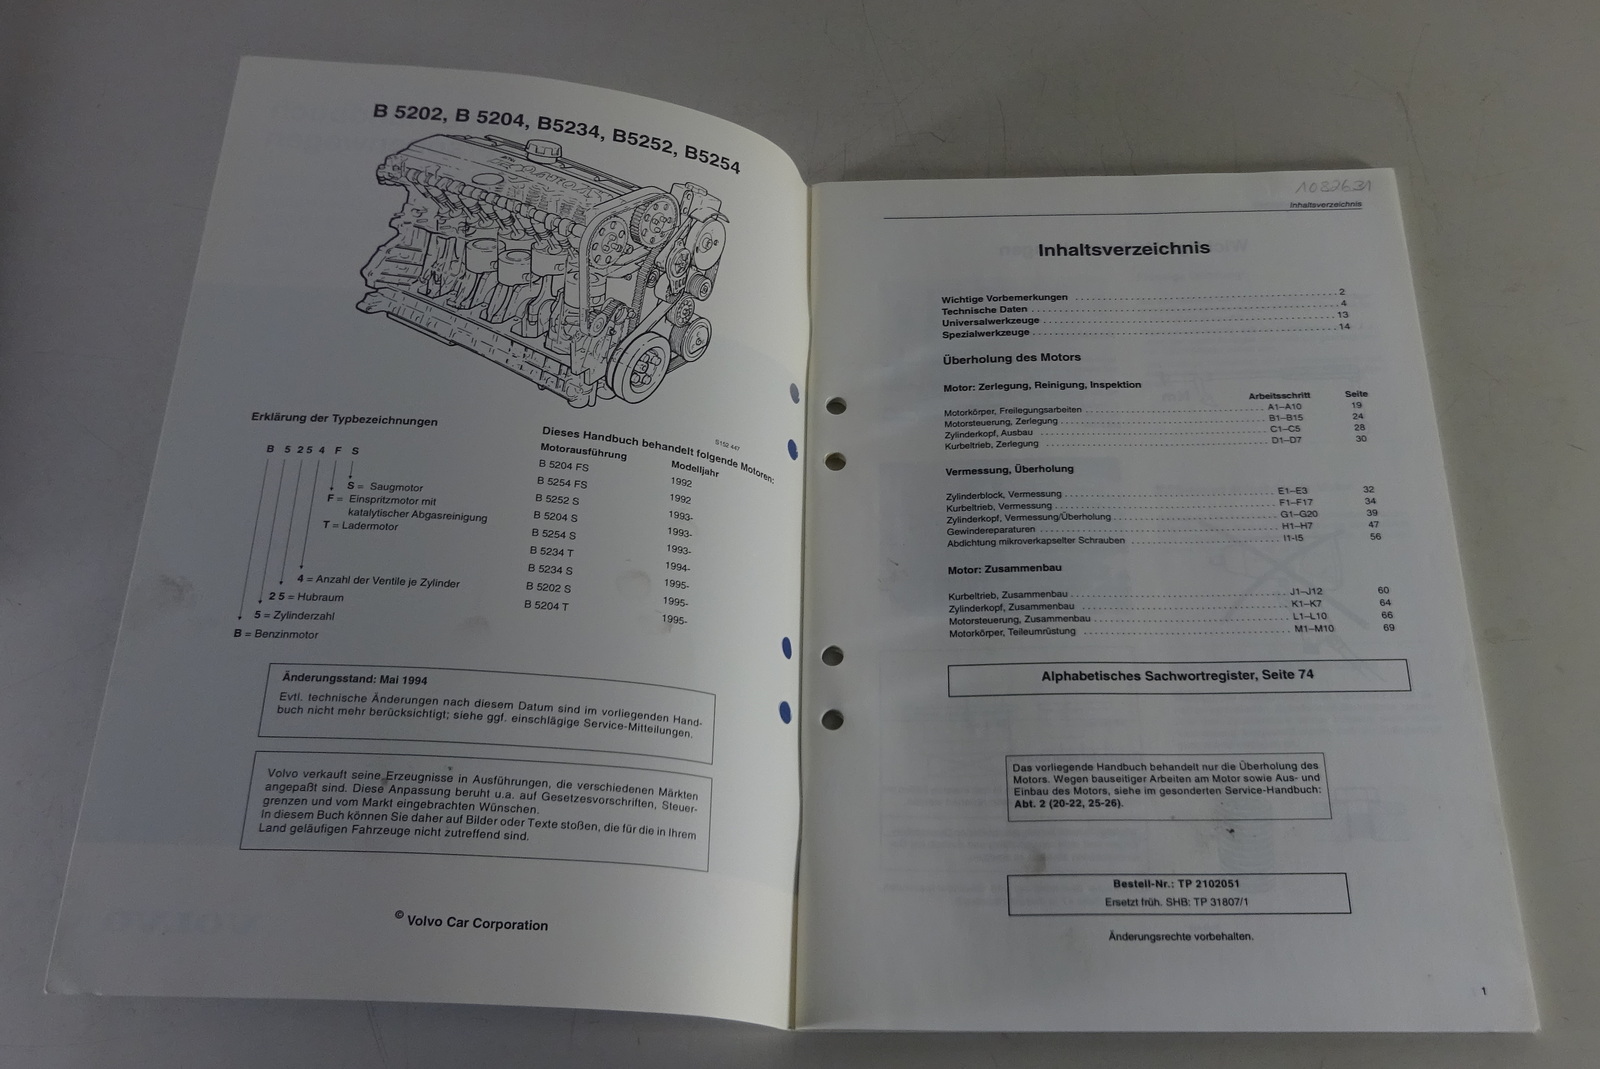 B 5202, B 5204, B5234, B5252, B5254
S152 447
Erklärung der Typbezeichnungen
B 5 2 5 4 F S
S = Saugmotor
F = Einspritzmotor mit
katalytischer Abgasreinigung
T = Ladermotor
4 = Anzahl der Ventile je Zylinder
2 5 = Hubraum
5 = Zylinderzahl
B = Benzinmotor
Dieses Handbuch behandelt folgende Motoren:
Motorausführung Modelljahr
B 5204 FS 1992
B 5254 FS 1992
B 5252 S 1993-
B 5204 S 1993-
B 5254 S 1993-
B 5234 T 1994-
B 5234 S 1995-
B 5202 S 1995-
B 5204 T 1995-
Änderungsstand: Mai 1994
Evtl. technische Änderungen nach diesem Datum sind im vorliegenden Hand-
buch nicht mehr berücksichtigt; siehe ggf. einschlägige Service-Mitteilungen.
Volvo verkauft seine Erzeugnisse in Ausführungen, die verschiedenen Märkten
angepaßt sind. Diese Anpassung beruht u.a. auf Gesetzesvorschriften, Steuer-
grenzen und vom Markt eingebrachten Wünschen.
In diesem Buch können Sie daher auf Bilder oder Texte stoßen, die für die in Ihrem
Land geläufigen Fahrzeuge nicht zutreffend sind.
© Volvo Car Corporation
1082631
Inhaltsverzeichnis
Inhaltsverzeichnis
Wichtige Vorbemerkungen 2
Technische Daten 4
Universalwerkzeuge 13
Spezialwerkzeuge 14
Überholung des Motors
Motor: Zerlegung, Reinigung, Inspektion
Arbeitsschritt Seite
Motorkörper, Freilegungsarbeiten A1–A10 19
Motorsteuerung, Zerlegung B1–B15 24
Zylinderkopf, Ausbau C1–C5 28
Kurbeltrieb, Zerlegung D1–D7 30
Vermessung, Überholung
Zylinderblock, Vermessung E1–E3 32
Kurbeltrieb, Vermessung F1–F17 34
Zylinderkopf, Vermessung/Überholung G1–G20 39
Gewindereparaturen H1–H7 47
Abdichtung mikroverkapselter Schrauben I1-I5 56
Motor: Zusammenbau
Kurbeltrieb, Zusammenbau J1–J12 60
Zylinderkopf, Zusammenbau K1–K7 64
Motorsteuerung, Zusammenbau L1–L10 66
Motorkörper, Teileumrüstung M1–M10 69
Alphabetisches Sachwortregister, Seite 74
Das vorliegende Handbuch behandelt nur die Überholung des
Motors. Wegen bauseitiger Arbeiten am Motor sowie Aus- und
Einbau des Motors, siehe im gesonderten Service-Handbuch:
Abt. 2 (20-22, 25-26).
Bestell-Nr.: TP 2102051
Ersetzt früh. SHB: TP 31807/1
Änderungsrechte vorbehalten.
1